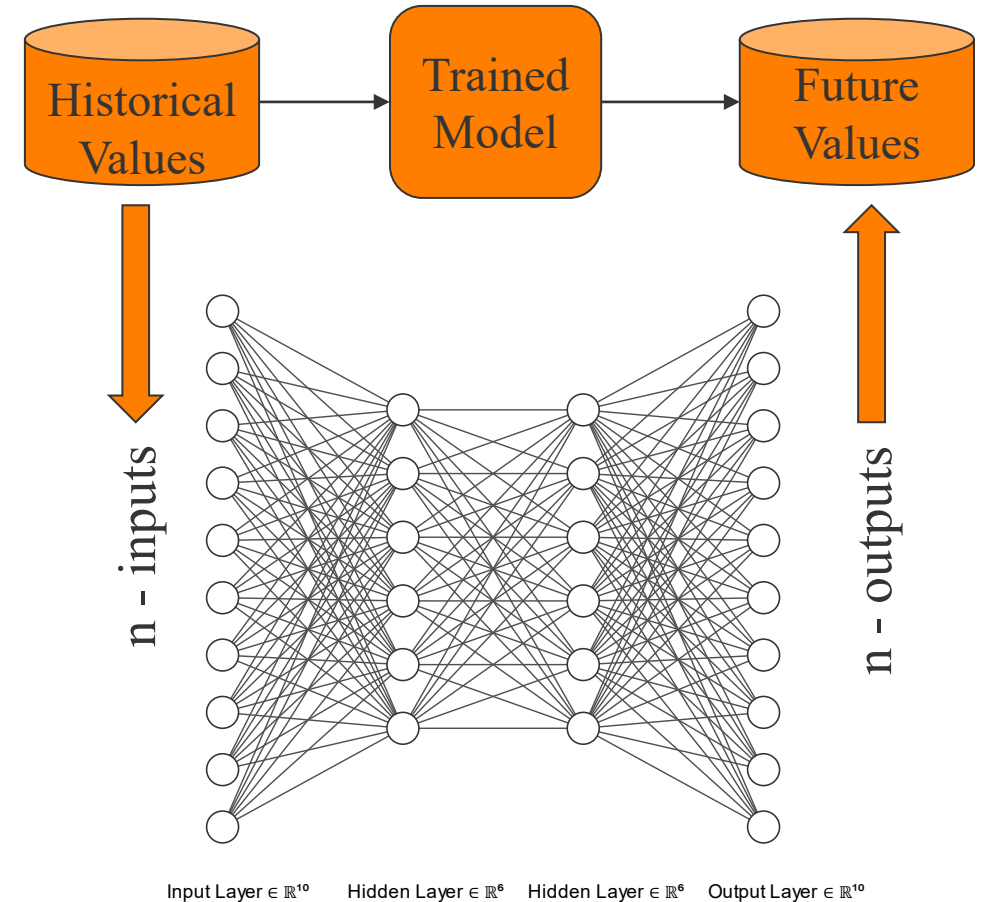 Historical
Values
Trained
Model
Future
Values
n - inputs
n - outputs
Input Layer ∈ ℝ¹⁰
Hidden Layer ∈ ℝ⁶
Hidden Layer ∈ ℝ⁶
Output Layer ∈ ℝ¹⁰